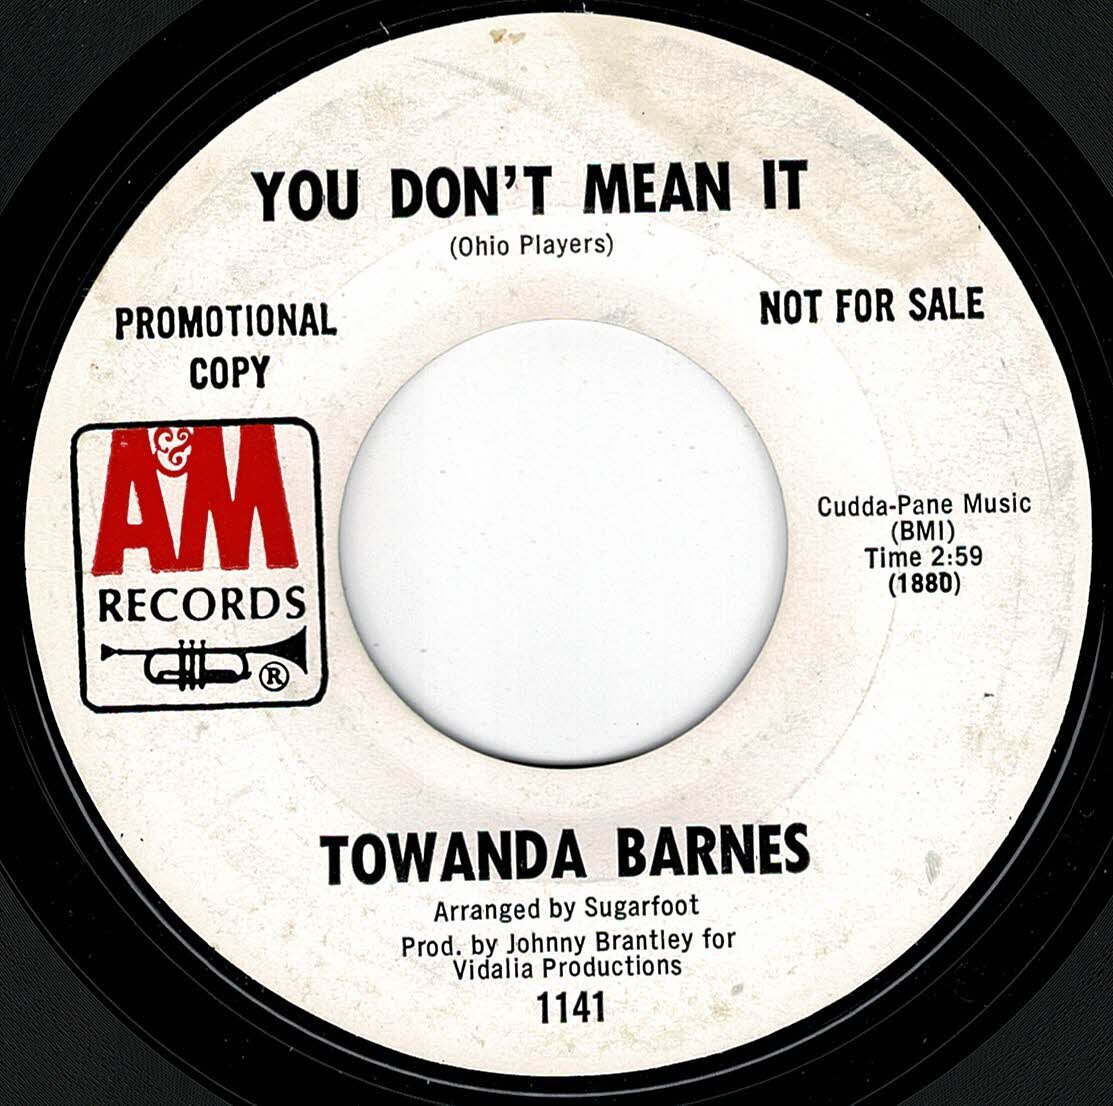 YOU DON'T MEAN IT
(Ohio Players)
PROMOTIONAL
COPY
NOT FOR SALE
A&M
RECORDS
®
Cudda-Pane Music
(BMI)
Time 2:59
(1880)
TOWANDA BARNES
Arranged by Sugarfoot
Prod. by Johnny Brantley for
Vidalia Productions
1141